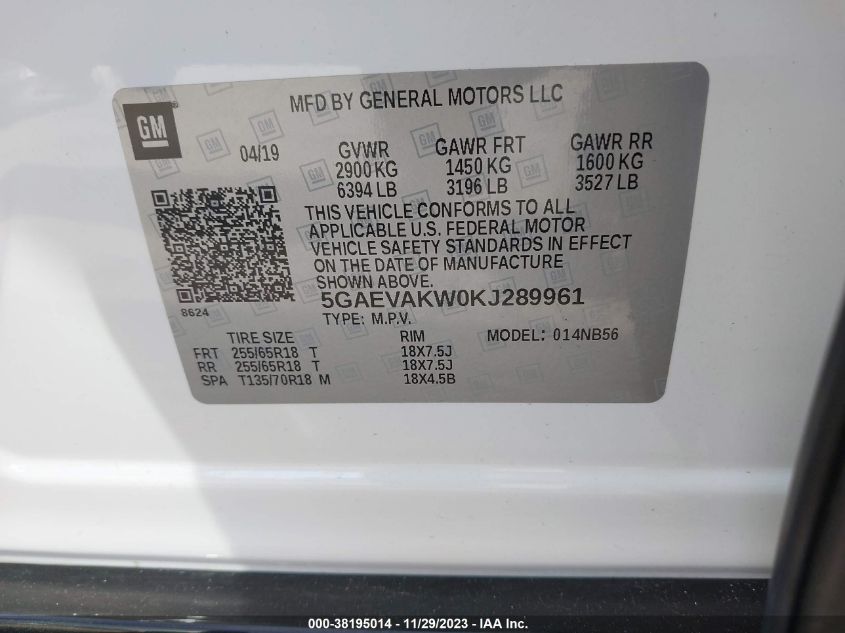 MFD BY GENERAL MOTORS LLC
GM
04/19 GVWR GAWR FRT GAWR RR
2900 KG 1450 KG 1600 KG
6394 LB 3196 LB 3527 LB
THIS VEHICLE CONFORMS TO ALL
APPLICABLE U.S. FEDERAL MOTOR
VEHICLE SAFETY STANDARDS IN EFFECT
ON THE DATE OF MANUFACTURE
SHOWN ABOVE.
5GAEVAKW0KJ289961
8624 TYPE: M.P.V.
TIRE SIZE RIM MODEL: 014NB56
FRT 255/65R18 T 18X7.5J
RR 255/65R18 T 18X7.5J
SPA T135/70R18 M 18X4.5B
000-38195014 - 11/29/2023 - IAA Inc.